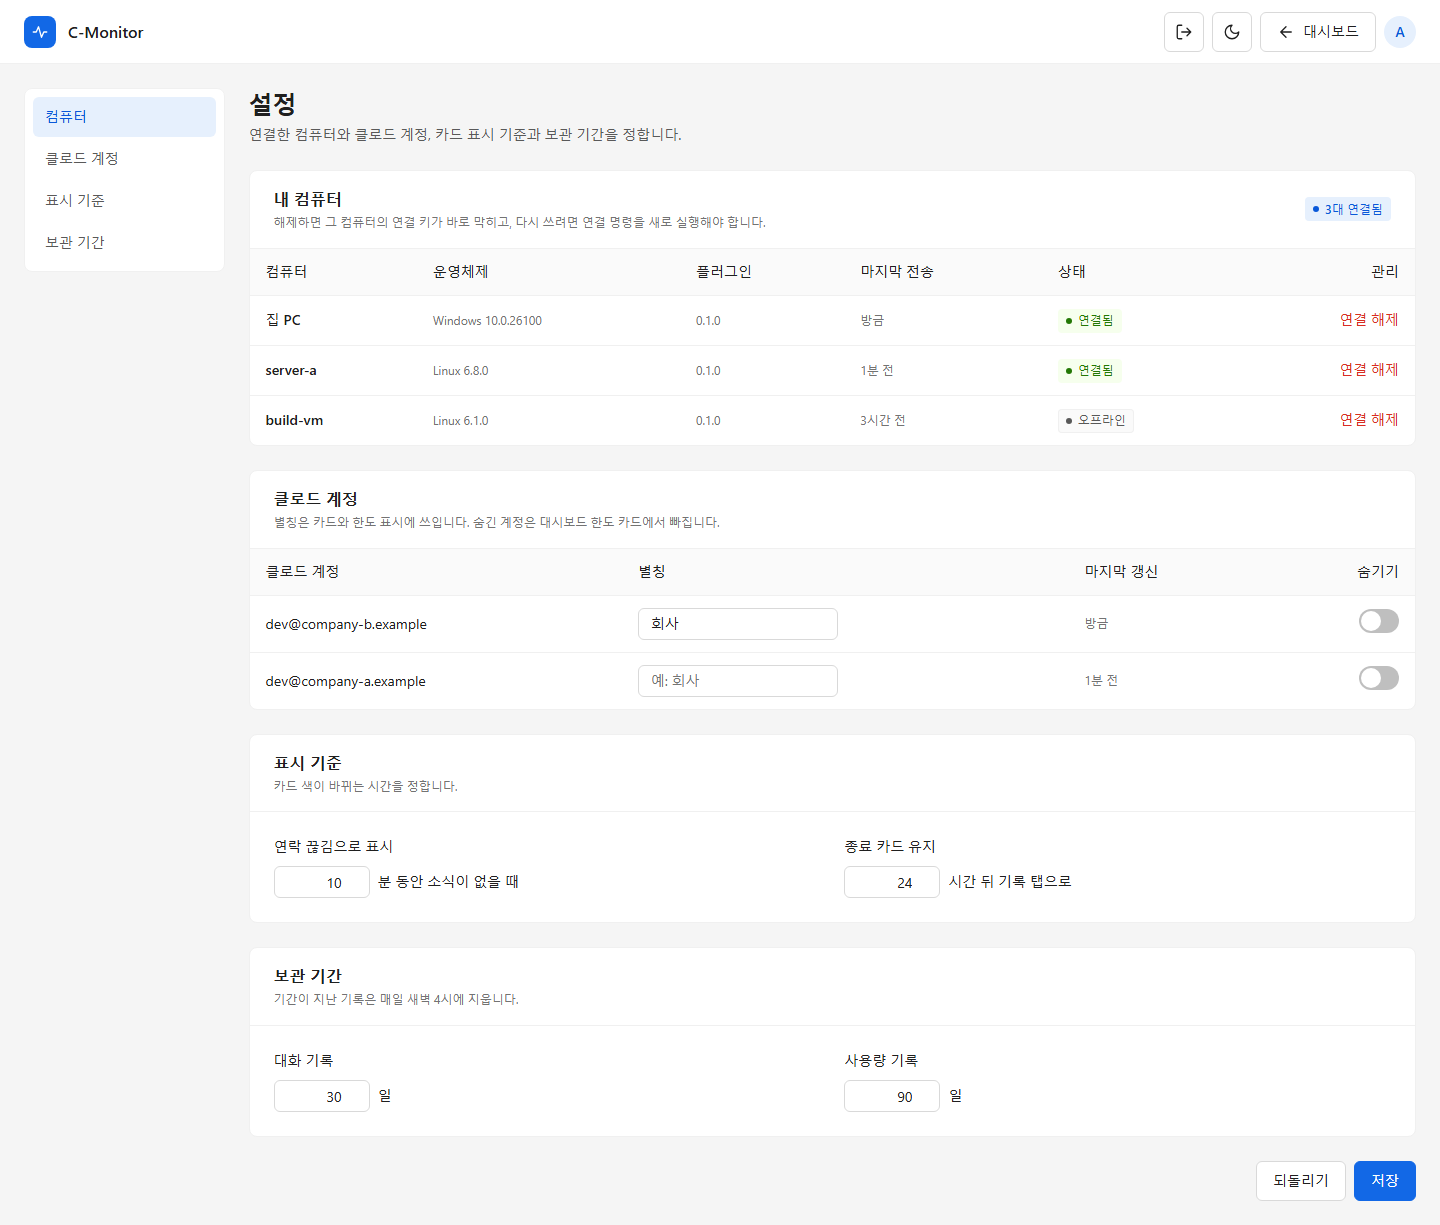 C-Monitor
대시보드
A
컴퓨터
클로드 계정
표시 기준
보관 기간
설정
연결한 컴퓨터와 클로드 계정, 카드 표시 기준과 보관 기간을 정합니다.
내 컴퓨터
해제하면 그 컴퓨터의 연결 키가 바로 막히고, 다시 쓰려면 연결 명령을 새로 실행해야 합니다.
3대 연결됨
컴퓨터 운영체제 플러그인 마지막 전송 상태 관리
집 PC Windows 10.0.26100 0.1.0 방금 연결됨 연결 해제
server-a Linux 6.8.0 0.1.0 1분 전 연결됨 연결 해제
build-vm Linux 6.1.0 0.1.0 3시간 전 오프라인 연결 해제
클로드 계정
별칭은 카드와 한도 표시에 쓰입니다. 숨긴 계정은 대시보드 한도 카드에서 빠집니다.
클로드 계정 별칭 마지막 갱신 숨기기
dev@company-b.example 회사 방금
dev@company-a.example 예: 회사 1분 전
표시 기준
카드 색이 바뀌는 시간을 정합니다.
연락 끊김으로 표시 종료 카드 유지
10 분 동안 소식이 없을 때 24 시간 뒤 기록 탭으로
보관 기간
기간이 지난 기록은 매일 새벽 4시에 지웁니다.
대화 기록 사용량 기록
30 일 90 일
되돌리기 저장